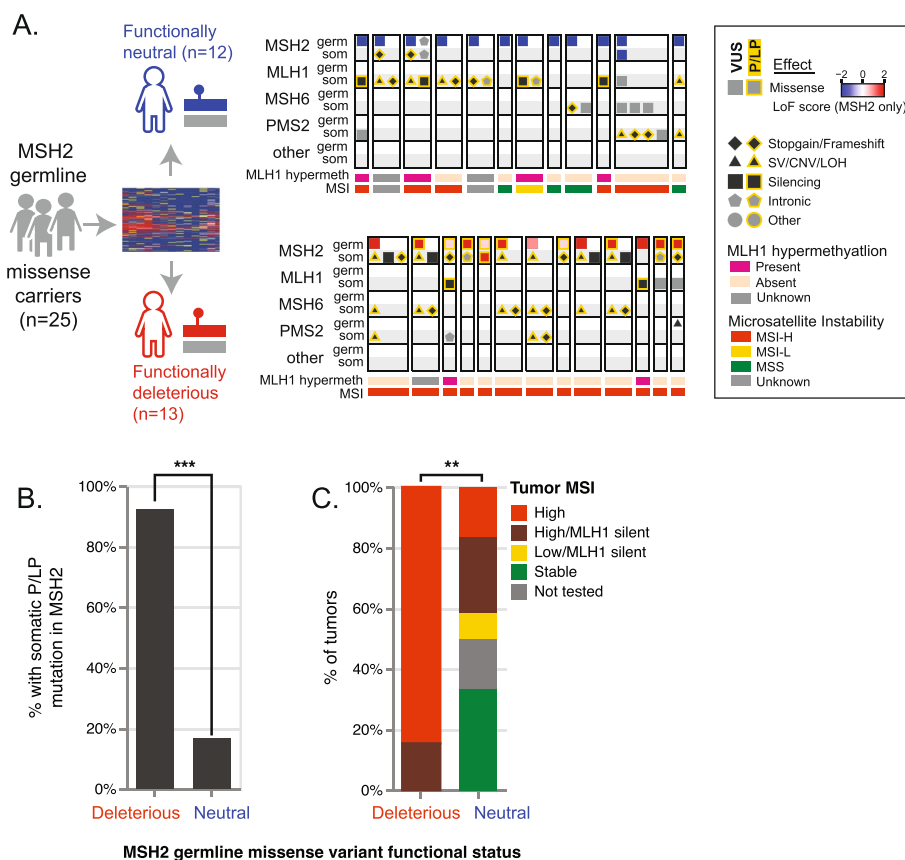 A.
Functionally
neutral (n=12)
MSH2
germline
missense
carriers
(n=25)
Functionally
deleterious
(n=13)
MSH2 germ
som
MLH1 germ
som
MSH6 germ
som
PMS2 germ
som
other germ
som
MLH1 hypermeth
MSI
MSH2 germ
som
MLH1 germ
som
MSH6 germ
som
PMS2 germ
som
other germ
som
MLH1 hypermeth
MSI
VUS P/LP Effect
Missense
−2 0 2
LoF score (MSH2 only)
Stopgain/Frameshift
SV/CNV/LOH
Silencing
Intronic
Other
MLH1 hypermethyation
Present
Absent
Unknown
Microsatellite Instability
MSI-H
MSI-L
MSS
Unknown
B.
***
% with somatic P/LP
mutation in MSH2
100%
80%
60%
40%
20%
0%
Deleterious Neutral
C.
**
% of tumors
100%
80%
60%
40%
20%
0%
Deleterious Neutral
Tumor MSI
High
High/MLH1 silent
Low/MLH1 silent
Stable
Not tested
MSH2 germline missense variant functional status